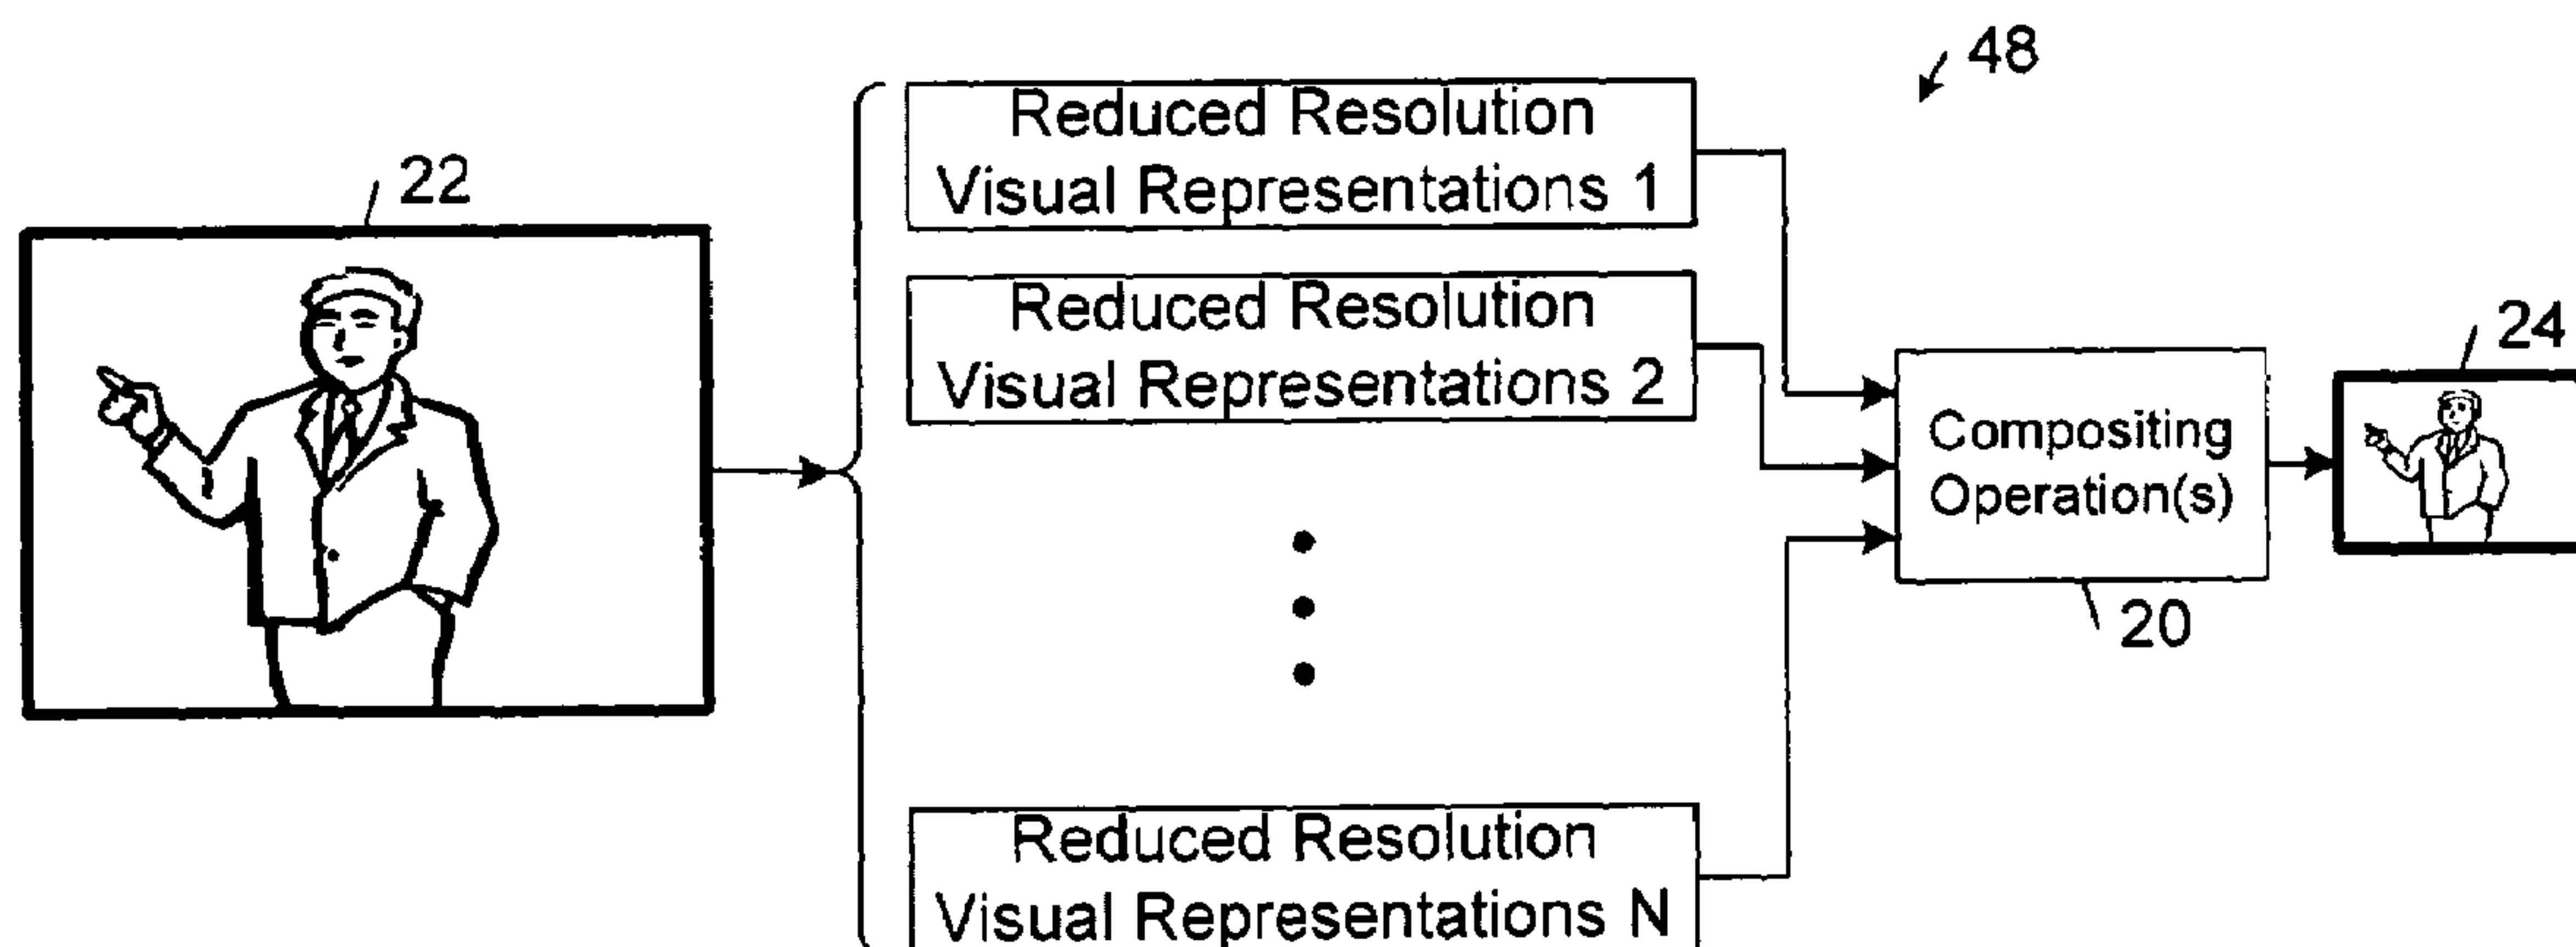 48
22
Reduced Resolution
Visual Representations 1
Reduced Resolution
Visual Representations 2
24
Compositing
Operation(s)
20
Reduced Resolution
Visual Representations N